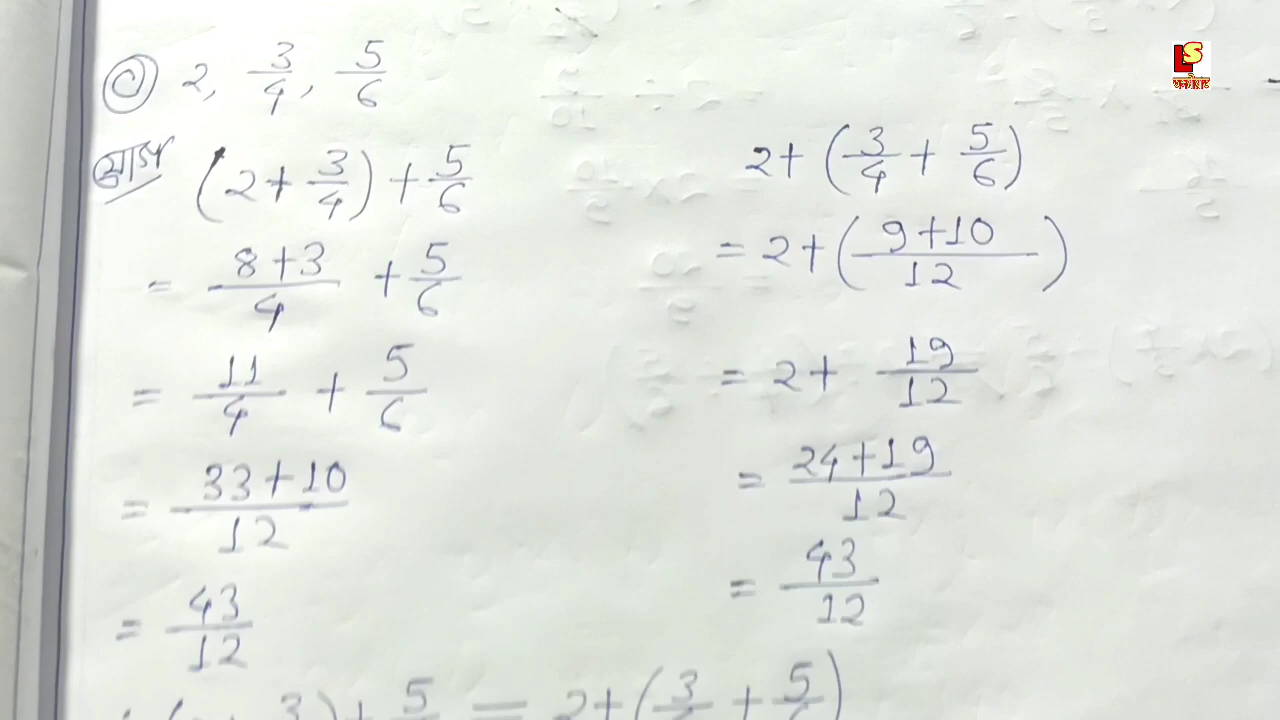 2, 3/4, 5/6
(2 + 3/4) + 5/6
= (8+3)/4 + 5/6
= 11/4 + 5/6
= (33+10)/12
= 43/12
2 + (3/4 + 5/6)
= 2 + ((9+10)/12)
= 2 + 19/12
= (24+19)/12
= 43/12
LS